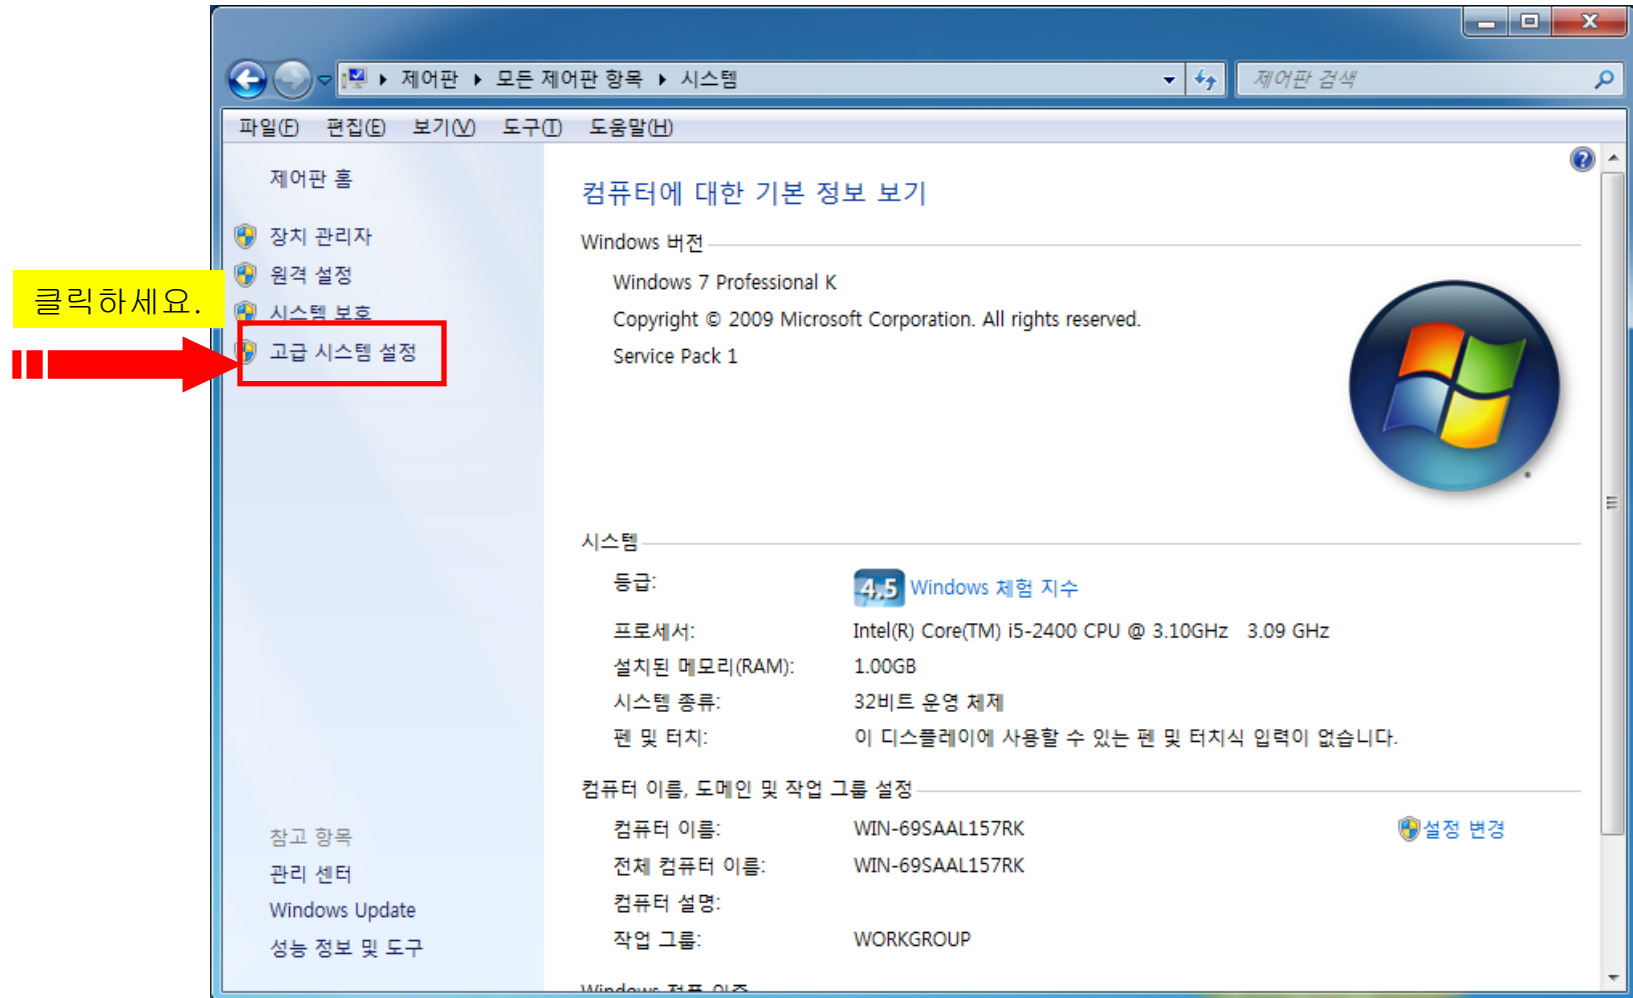 제어판 ▸ 모든 제어판 항목 ▸ 시스템
제어판 검색
파일(F) 편집(E) 보기(V) 도구(T) 도움말(H)
제어판 홈
장치 관리자
원격 설정
시스템 보호
고급 시스템 설정
클릭하세요.
컴퓨터에 대한 기본 정보 보기
Windows 버전
Windows 7 Professional K
Copyright © 2009 Microsoft Corporation. All rights reserved.
Service Pack 1
시스템
등급: 4.5 Windows 체험 지수
프로세서: Intel(R) Core(TM) i5-2400 CPU @ 3.10GHz 3.09 GHz
설치된 메모리(RAM): 1.00GB
시스템 종류: 32비트 운영 체제
펜 및 터치: 이 디스플레이에 사용할 수 있는 펜 및 터치식 입력이 없습니다.
컴퓨터 이름, 도메인 및 작업 그룹 설정
컴퓨터 이름: WIN-69SAAL157RK 설정 변경
전체 컴퓨터 이름: WIN-69SAAL157RK
컴퓨터 설명:
작업 그룹: WORKGROUP
Windows 정품 인증
참고 항목
관리 센터
Windows Update
성능 정보 및 도구